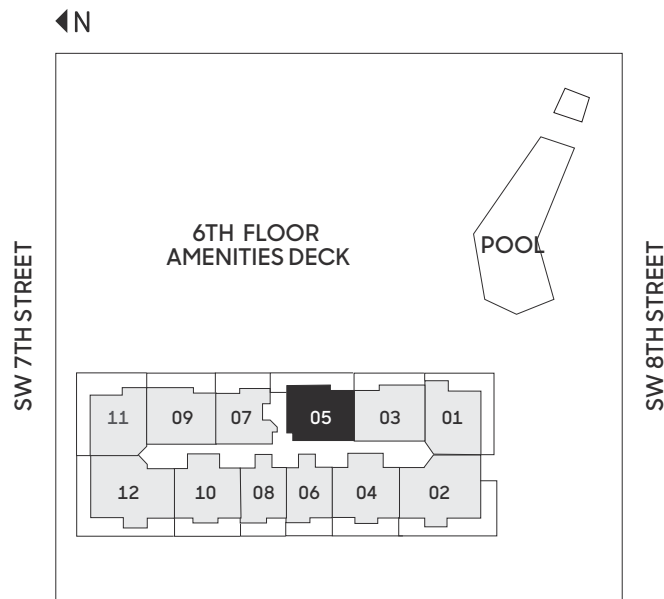 N
6TH FLOOR
AMENITIES DECK
POOL
SW 7TH STREET
SW 8TH STREET
11 09 07 05 03 01
12 10 08 06 04 02